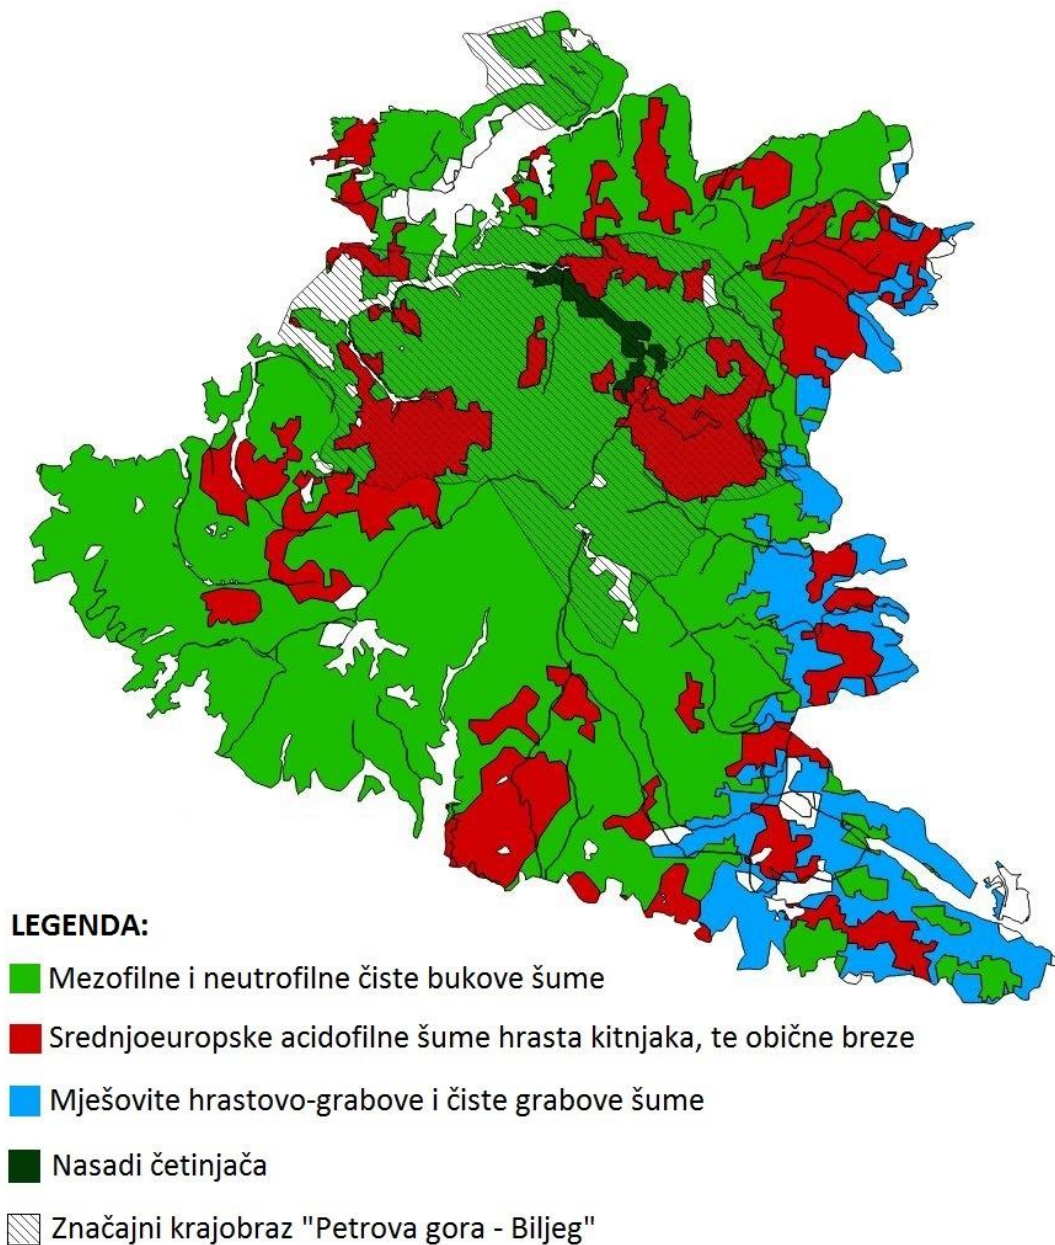 LEGENDA:
Mezofilne i neutrofilne čiste bukove šume
Srednjoeuropske acidofilne šume hrasta kitnjaka, te obične breze
Mješovite hrastovo-grabove i čiste grabove šume
Nasadi četinjača
Značajni krajobraz "Petrova gora - Biljeg"